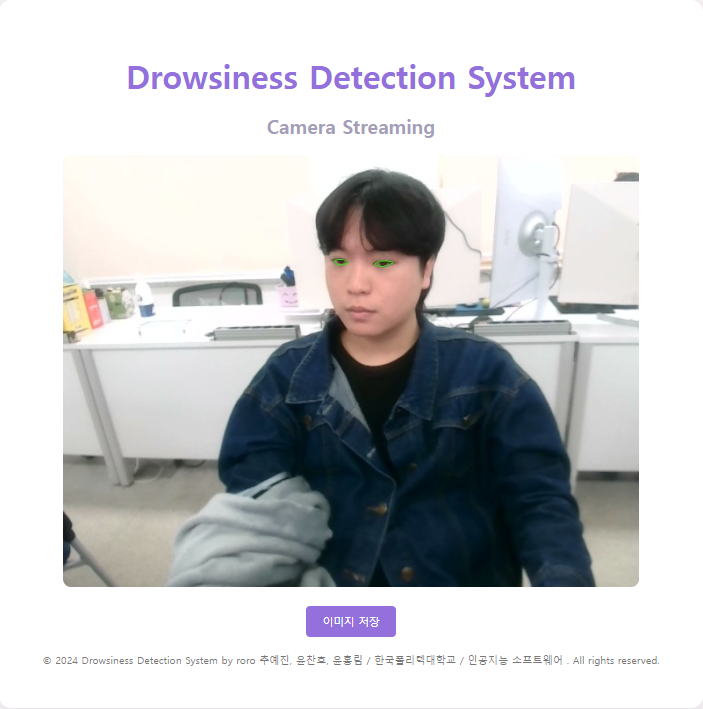 Drowsiness Detection System
Camera Streaming
이미지 저장
© 2024 Drowsiness Detection System by roro 추예진, 윤찬호, 윤홍림 / 한국폴리텍대학교 / 인공지능 소프트웨어 . All rights reserved.